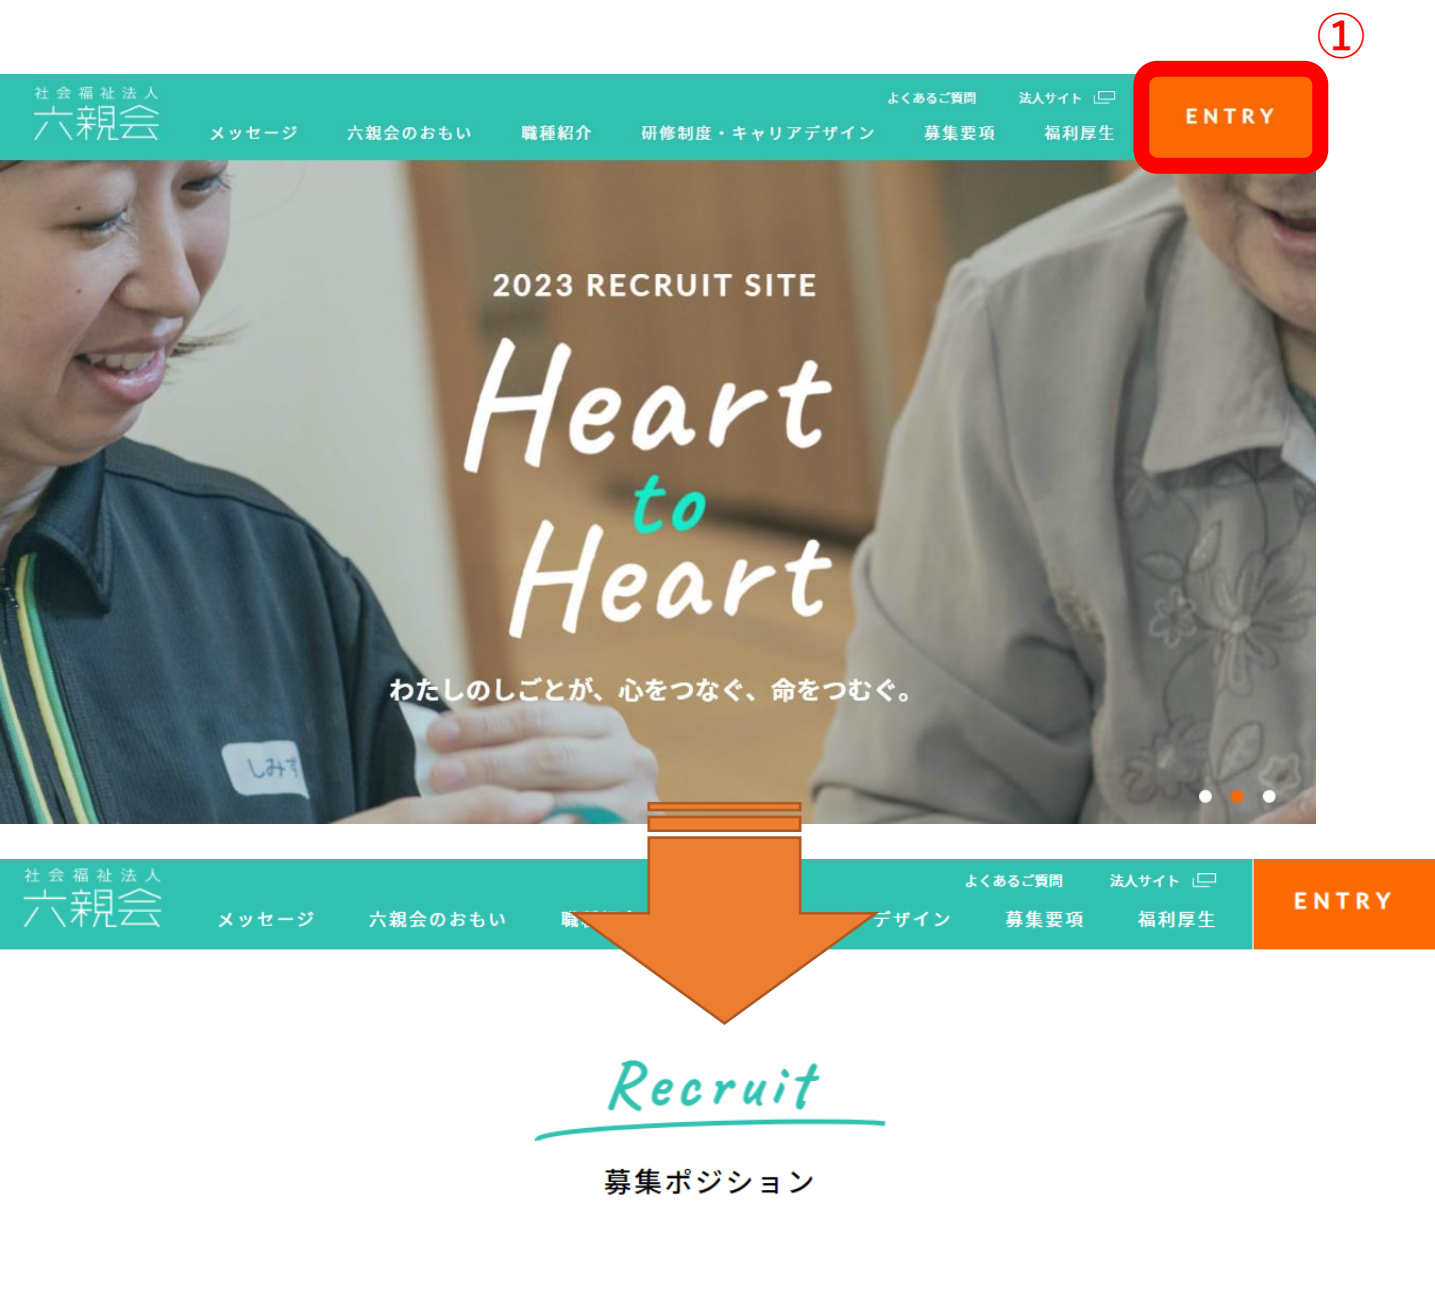 ①
社会福祉法人
六親会
よくあるご質問 法人サイト
メッセージ 六親会のおもい 職種紹介 研修制度・キャリアデザイン 募集要項 福利厚生
ENTRY
2023 RECRUIT SITE
Heart
to
Heart
わたしのしごとが、心をつなぐ、命をつむぐ。
しみず
社会福祉法人
六親会
よくあるご質問 法人サイト
メッセージ 六親会のおもい 職 デザイン 募集要項 福利厚生
ENTRY
Recruit
募集ポジション